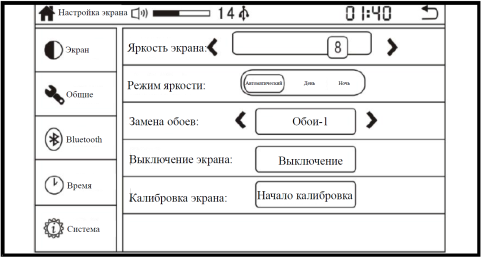 Настройка экрана 14 01:40
Экран
Общие
Bluetooth
Время
Система
Яркость экрана: 8
Режим яркости: Автоматический День Ночь
Замена обоев: Обои-1
Выключение экрана: Выключение
Калибровка экрана: Начало калибровка